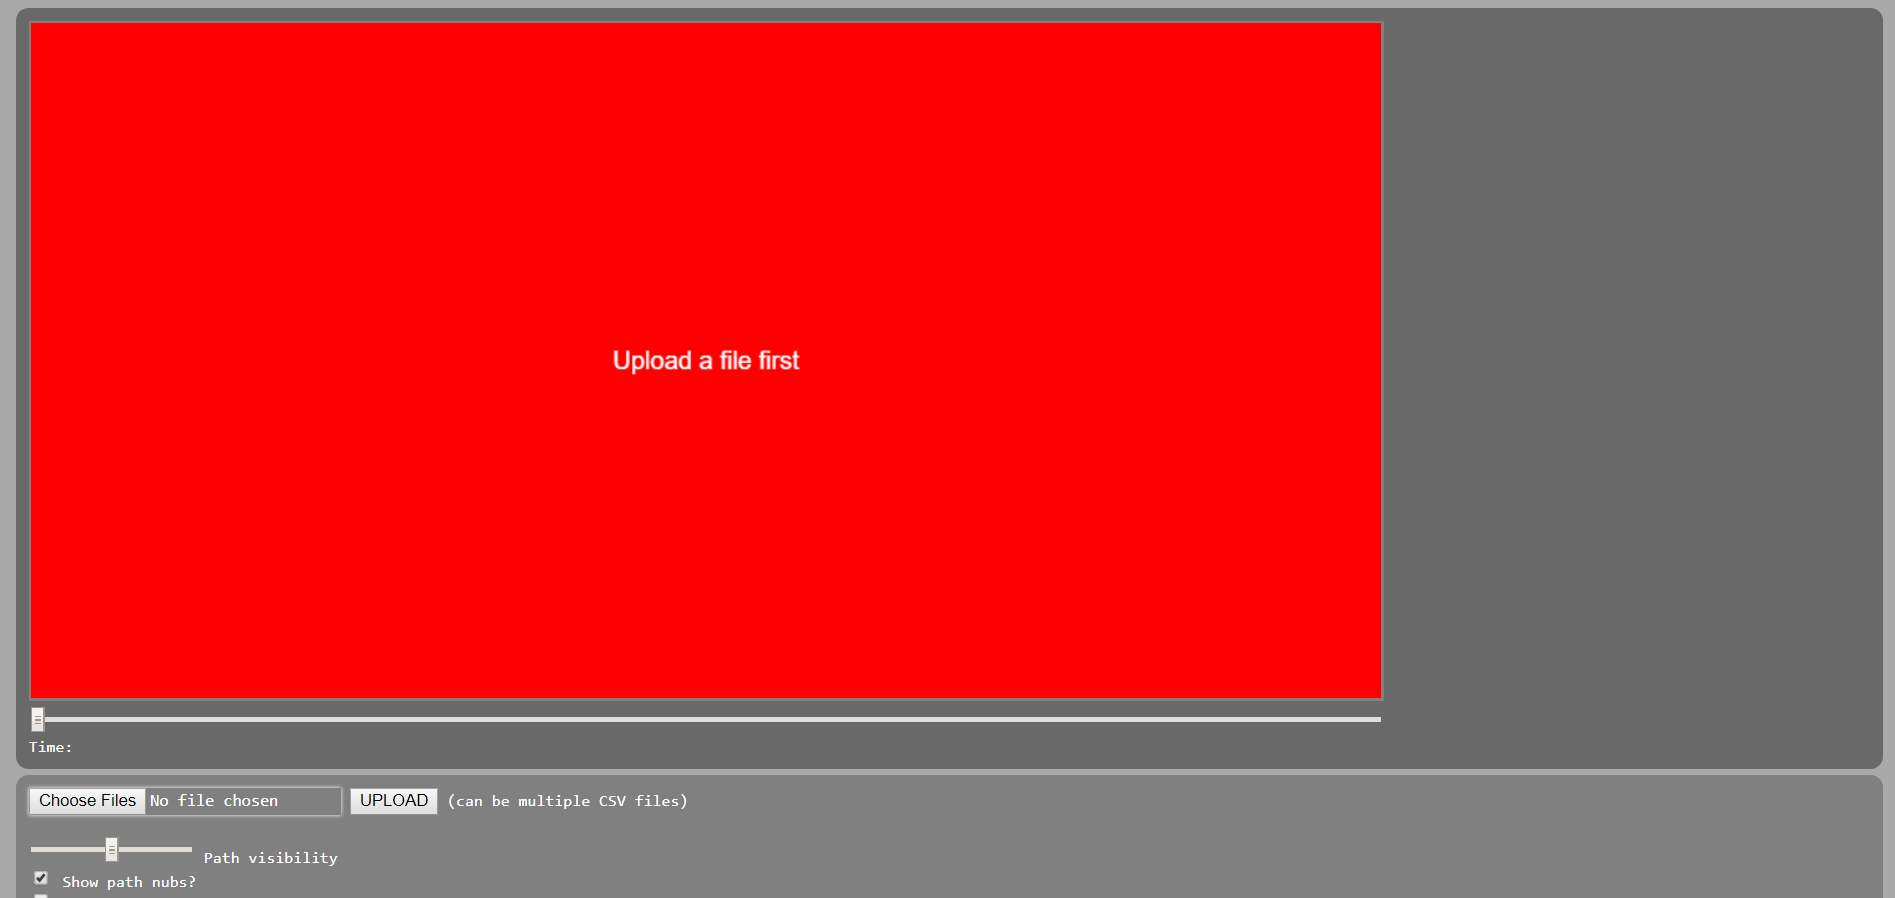 Upload a file first
Time:
Choose Files No file chosen UPLOAD (can be multiple CSV files)
Path visibility
Show path nubs?